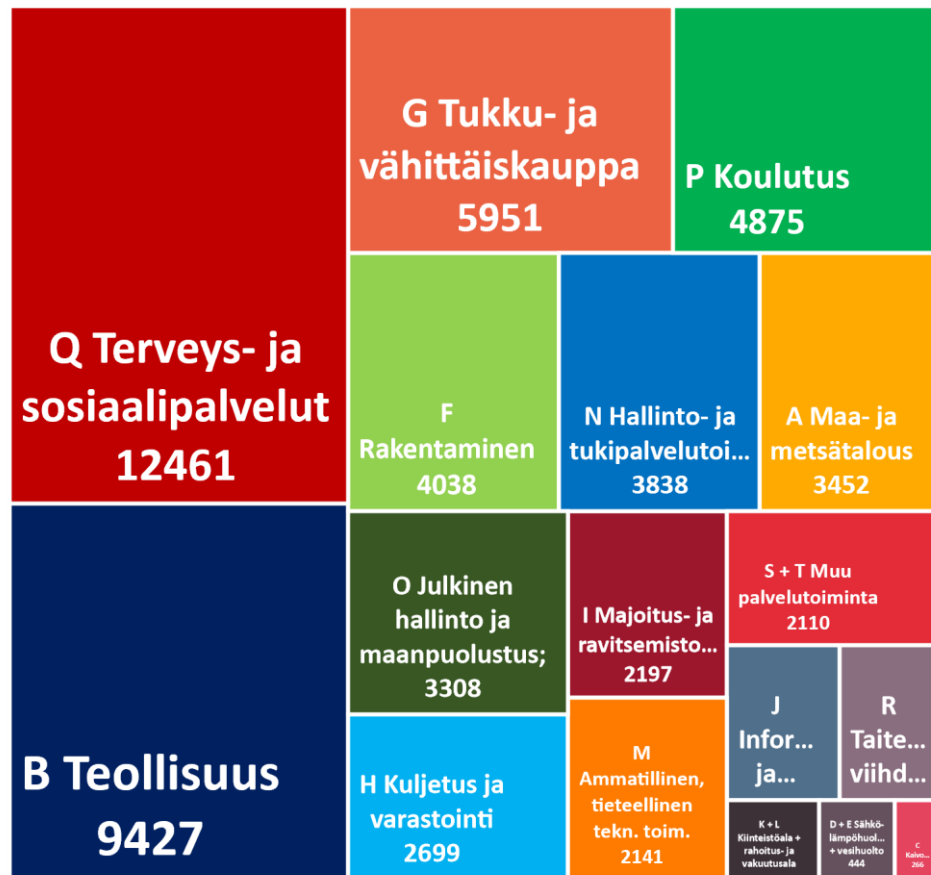 Q Terveys- ja
sosiaalipalvelut
12461
B Teollisuus
9427
G Tukku- ja
vähittäiskauppa
5951
P Koulutus
4875
F
Rakentaminen
4038
N Hallinto- ja
tukipalvelutoi...
3838
A Maa- ja
metsätalous
3452
O Julkinen
hallinto ja
maanpuolustus;
3308
H Kuljetus ja
varastointi
2699
I Majoitus- ja
ravitsemisto...
2197
M
Ammatillinen,
tieteellinen
tekn. toim.
2141
S + T Muu
palvelutoiminta
2110
J
Infor...
ja...
R
Taite...
viihd...
K + L
Kiinteistöala +
rahoitus- ja
vakuutusala
D + E Sähkö-
lämpöhuol...
+ vesihuolto
444
C
Kaivo...
266